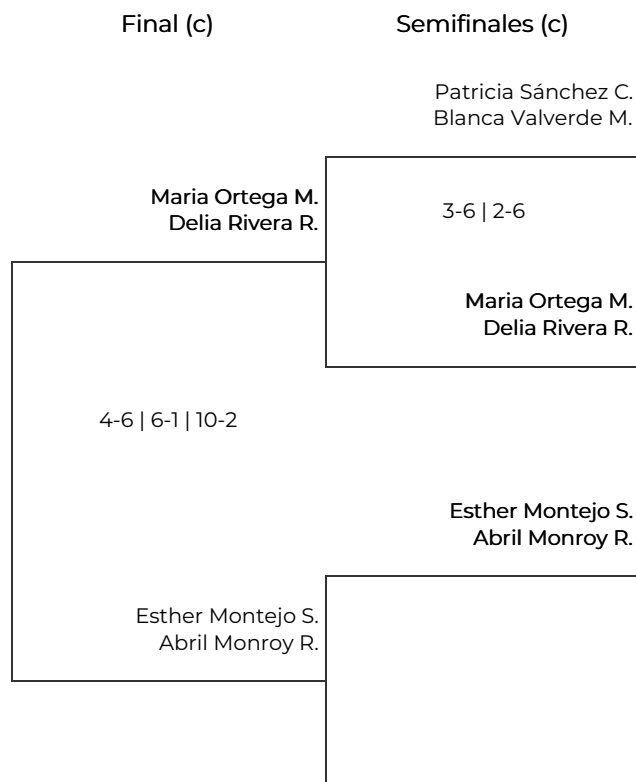 Final (c)
Semifinales (c)
Patricia Sánchez C.
Blanca Valverde M.
Maria Ortega M.
Delia Rivera R.
3-6 | 2-6
Maria Ortega M.
Delia Rivera R.
4-6 | 6-1 | 10-2
Esther Montejo S.
Abril Monroy R.
Esther Montejo S.
Abril Monroy R.